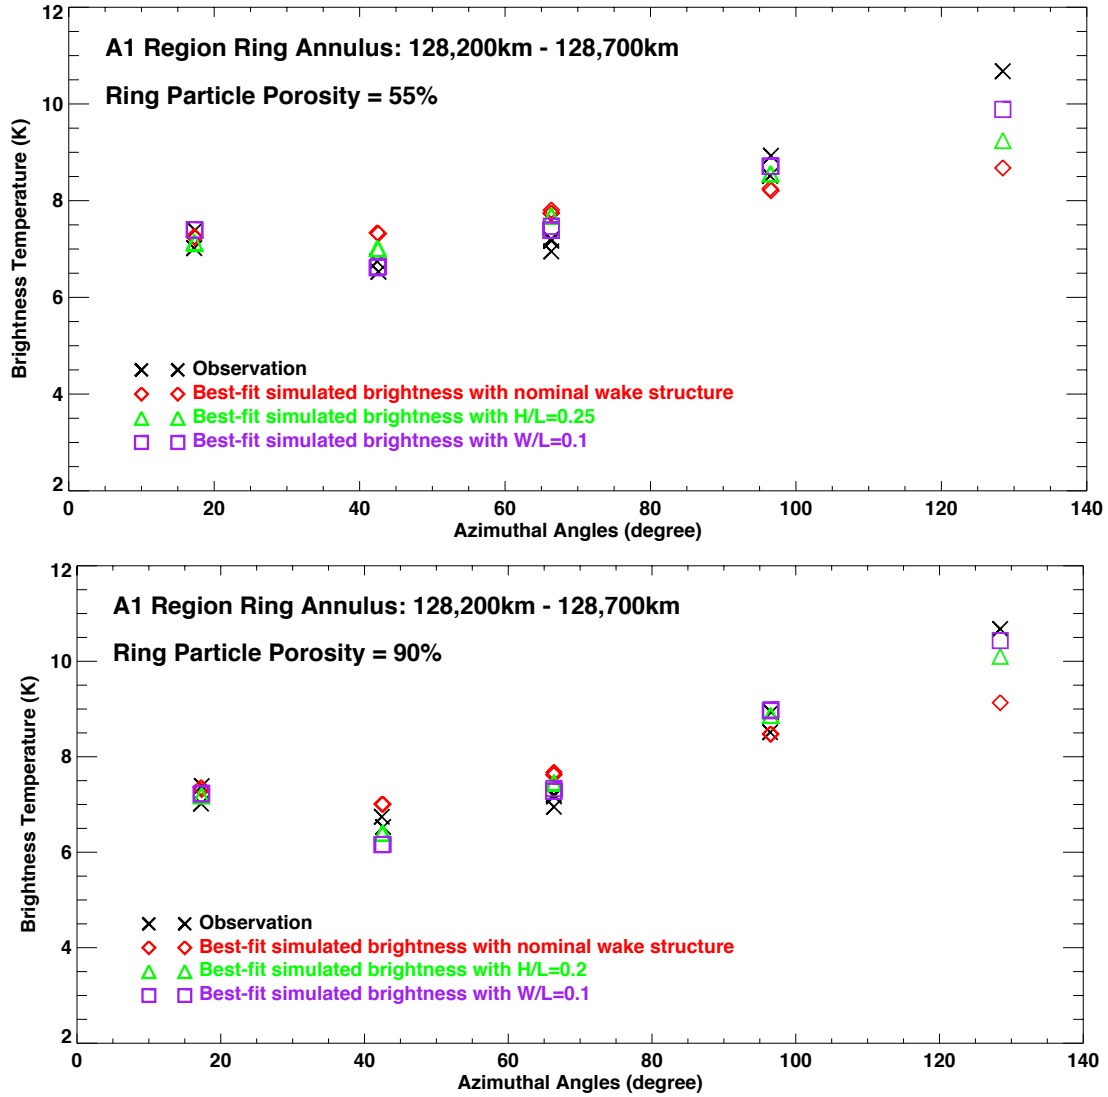 12
10
8
6
4
2
Brightness Temperature (K)
A1 Region Ring Annulus: 128,200km - 128,700km
Ring Particle Porosity = 55%
Observation
Best-fit simulated brightness with nominal wake structure
Best-fit simulated brightness with H/L=0.25
Best-fit simulated brightness with W/L=0.1
0 20 40 60 80 100 120 140
Azimuthal Angles (degree)
12
10
8
6
4
2
Brightness Temperature (K)
A1 Region Ring Annulus: 128,200km - 128,700km
Ring Particle Porosity = 90%
Observation
Best-fit simulated brightness with nominal wake structure
Best-fit simulated brightness with H/L=0.2
Best-fit simulated brightness with W/L=0.1
0 20 40 60 80 100 120 140
Azimuthal Angles (degree)